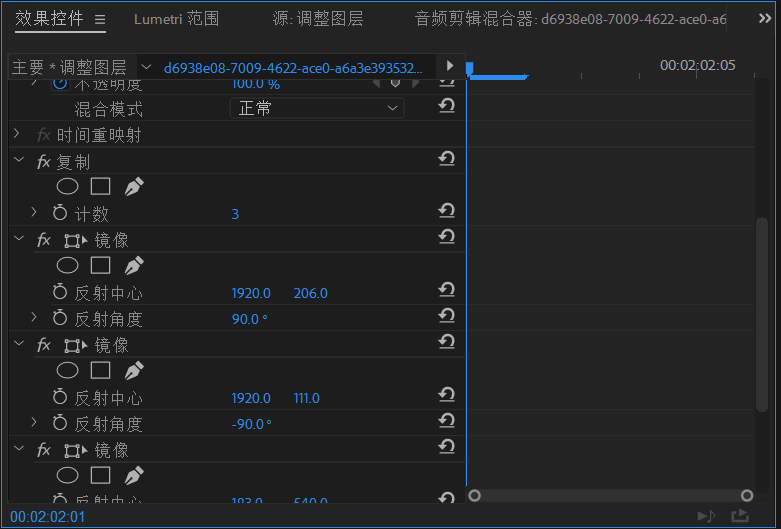 效果控件 Lumetri 范围 源: 调整图层 音频剪辑混合器: d6938e08-7009-4622-ace0-a6
主要 * 调整图层 d6938e08-7009-4622-ace0-a6a3e393532... 00:02:02:05
不透明度 100.0 %
混合模式 正常
fx 时间重映射
fx 复制
计数 3
fx 镜像
反射中心 1920.0 206.0
反射角度 90.0 °
fx 镜像
反射中心 1920.0 111.0
反射角度 -90.0 °
fx 镜像
反射中心 183.0 540.0
00:02:02:01